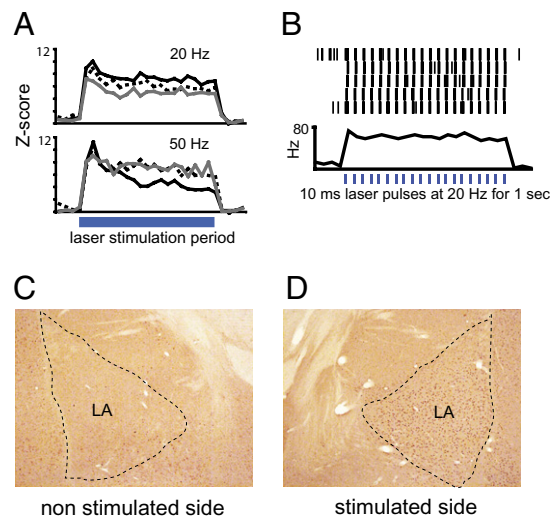 A
B
12
20 Hz
Z-score
12
50 Hz
80
Hz
10 ms laser pulses at 20 Hz for 1 sec
laser stimulation period
C
D
LA
LA
non stimulated side
stimulated side